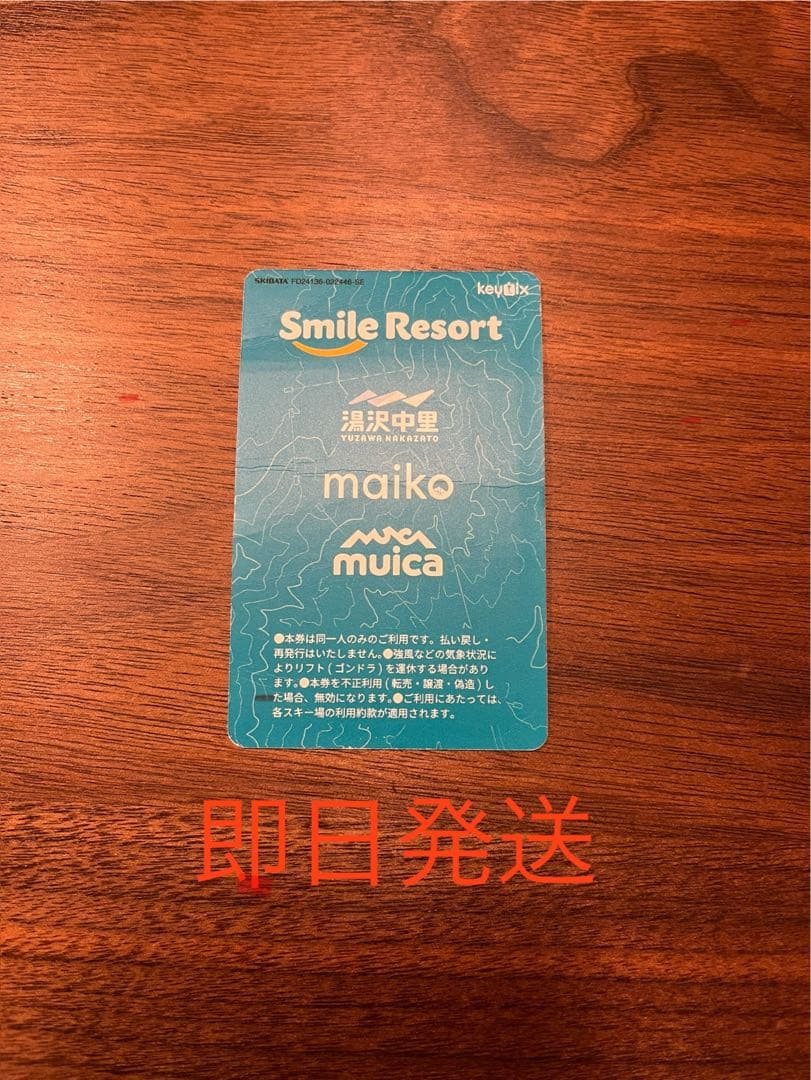 SKIDATA FD24136-022446-SE
keytix
Smile Resort
湯沢中里
YUZAWA NAKAZATO
maiko
muica
●本券は同一人のみのご利用です。払い戻し・
再発行はいたしません。●強風などの気象状況に
よりリフト(ゴンドラ)を運休する場合があり
ます。●本券を不正利用(転売・譲渡・偽造)し
た場合、無効になります。●ご利用にあたっては、
各スキー場の利用約款が適用されます。
即日発送